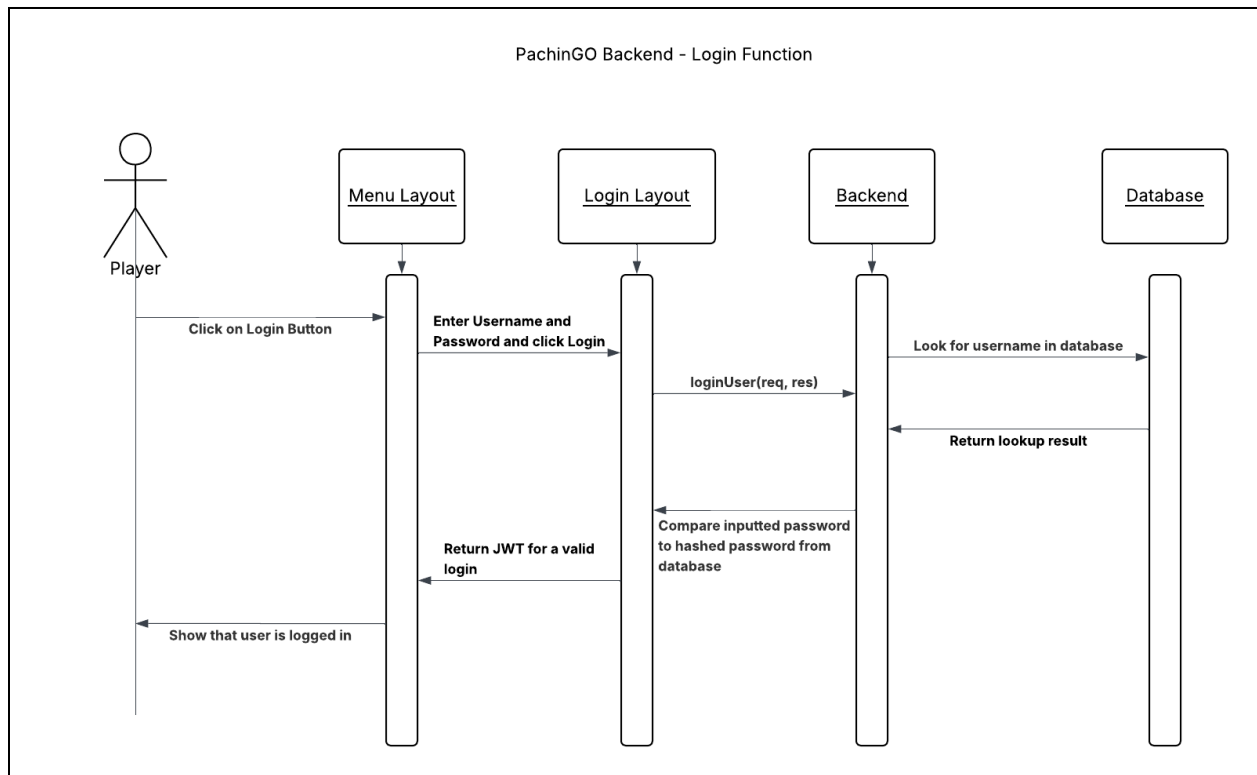 PachinGO Backend - Login Function
Menu Layout
Login Layout
Backend
Database
Player
Click on Login Button
Enter Username and
Password and click Login
Look for username in database
loginUser(req, res)
Return lookup result
Compare inputted password
to hashed password from
database
Return JWT for a valid
login
Show that user is logged in